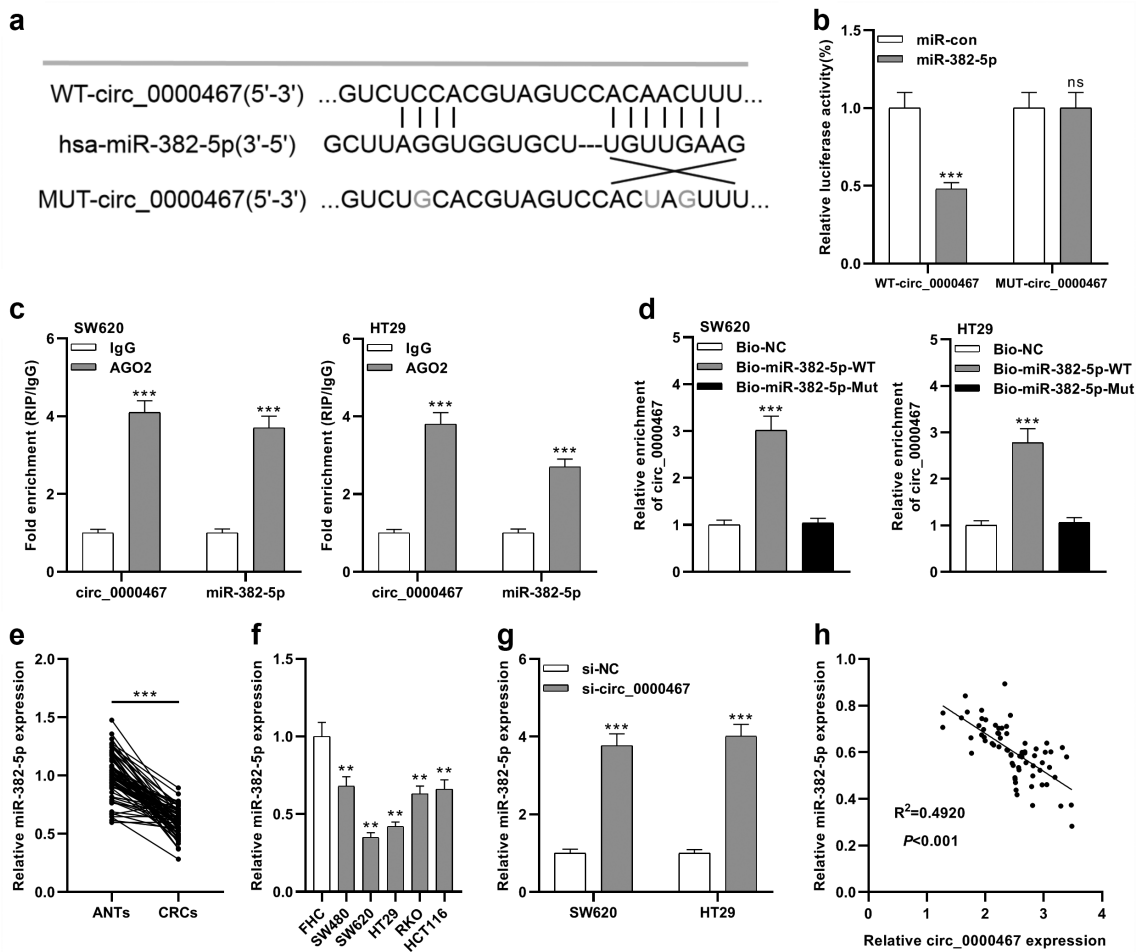 a
WT-circ_0000467(5'-3') ...GUCUCCACGUAGUCCACAACUUU...
hsa-miR-382-5p(3'-5') GCUUAGGUGGUGCU---UGUUGAAG
MUT-circ_0000467(5'-3') ...GUCUGCACGUAGUCCACUAGUUU...
b
miR-con
miR-382-5p
Relative luciferase activity(%)
1.5
1.0
0.5
0.0
***
ns
WT-circ_0000467 MUT-circ_0000467
c
SW620
IgG
AGO2
Fold enrichment (RIP/IgG)
6
4
2
0
***
***
circ_0000467 miR-382-5p
HT29
IgG
AGO2
Fold enrichment (RIP/IgG)
6
4
2
0
***
***
circ_0000467 miR-382-5p
d
SW620
Bio-NC
Bio-miR-382-5p-WT
Bio-miR-382-5p-Mut
Relative enrichment
of circ_0000467
5
4
3
2
1
0
***
HT29
Bio-NC
Bio-miR-382-5p-WT
Bio-miR-382-5p-Mut
Relative enrichment
of circ_0000467
5
4
3
2
1
0
***
e
Relative miR-382-5p expression
2.0
1.5
1.0
0.5
0.0
***
ANTs CRCs
f
Relative miR-382-5p expression
1.5
1.0
0.5
0.0
**
**
**
**
**
FHC
SW480
SW620
HT29
RKO
HCT116
g
si-NC
si-circ_0000467
Relative miR-382-5p expression
6
4
2
0
***
***
SW620 HT29
h
Relative miR-382-5p expression
1.0
0.8
0.6
0.4
0.2
0.0
R²=0.4920
P<0.001
0 1 2 3 4
Relative circ_0000467 expression